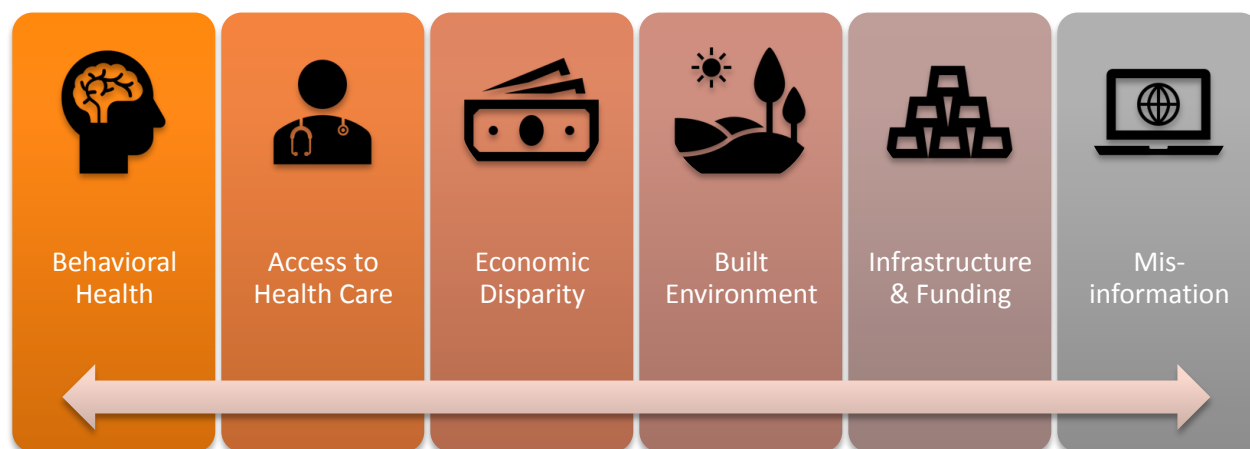 Behavioral
Health
Access to
Health Care
Economic
Disparity
Built
Environment
Infrastructure
& Funding
Mis-
information